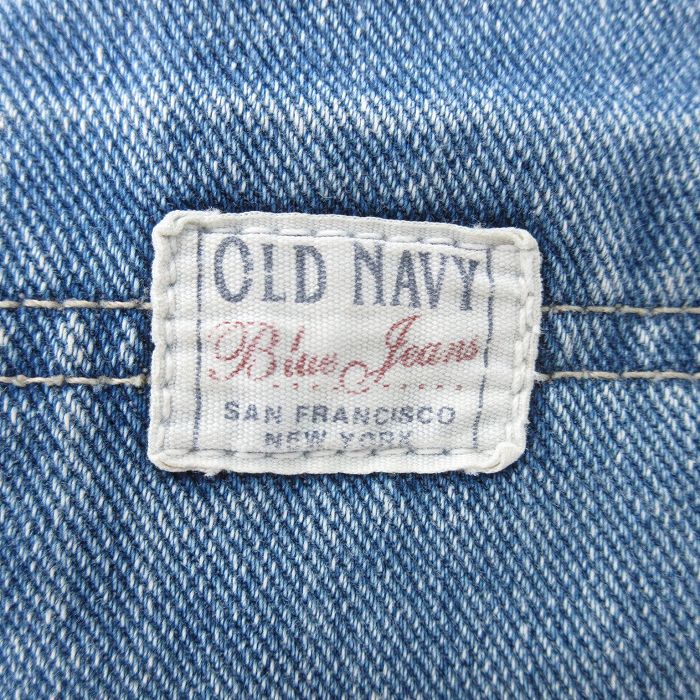 OLD NAVY
Blue Jeans
SAN FRANCISCO
NEW YORK